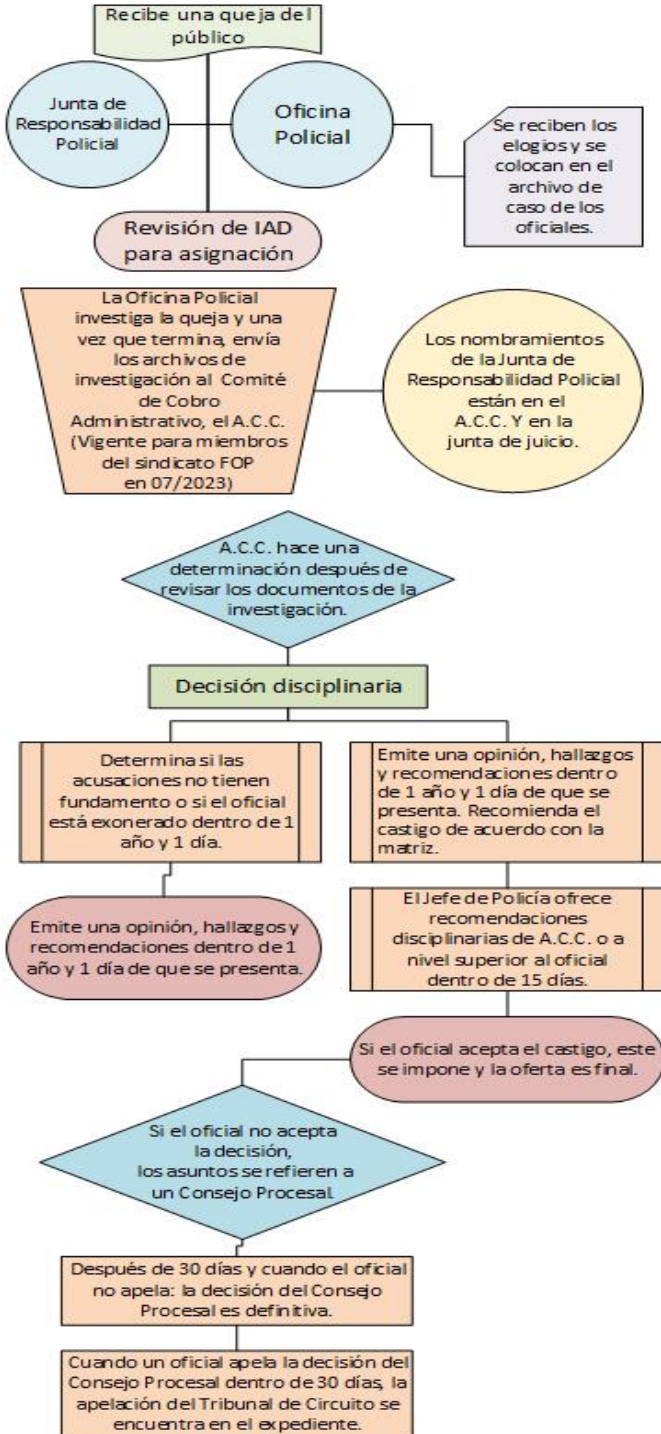 Recibe una queja del
público
Junta de
Responsabilidad
Policial
Oficina
Policial
Se reciben los
elogios y se
colocan en el
archivo de
caso de los
oficiales.
Revisión de IAD
para asignación
La Oficina Policial
investiga la queja y una
vez que termina, envía
los archivos de
investigación al Comité
de Cobro
Administrativo, el A.C.C.
(Vigente para miembros
del sindicato FOP
en 07/2023)
Los nombramientos
de la Junta de
Responsabilidad Policial
están en el
A.C.C. Y en la
junta de juicio.
A.C.C. hace una
determinación después de
revisar los documentos de la
investigación.
Decisión disciplinaria
Determina si las
acusaciones no tienen
fundamento o si el oficial
está exonerado dentro de 1
año y 1 día.
Emite una opinión, hallazgos
y recomendaciones dentro
de 1 año y 1 día de que se
presenta. Recomienda el
castigo de acuerdo con la
matriz.
Emite una opinión, hallazgos y
recomendaciones dentro de 1
año y 1 día de que se presenta.
El Jefe de Policía ofrece
recomendaciones
disciplinarias de A.C.C. o a
nivel superior al oficial
dentro de 15 días.
Si el oficial acepta el castigo, este
se impone y la oferta es final.
Si el oficial no acepta
la decisión,
los asuntos se refieren a
un Consejo Procesal.
Después de 30 días y cuando el oficial
no apela: la decisión del Consejo
Procesal es definitiva.
Cuando un oficial apela la decisión del
Consejo Procesal dentro de 30 días, la
apelación del Tribunal de Circuito se
encuentra en el expediente.